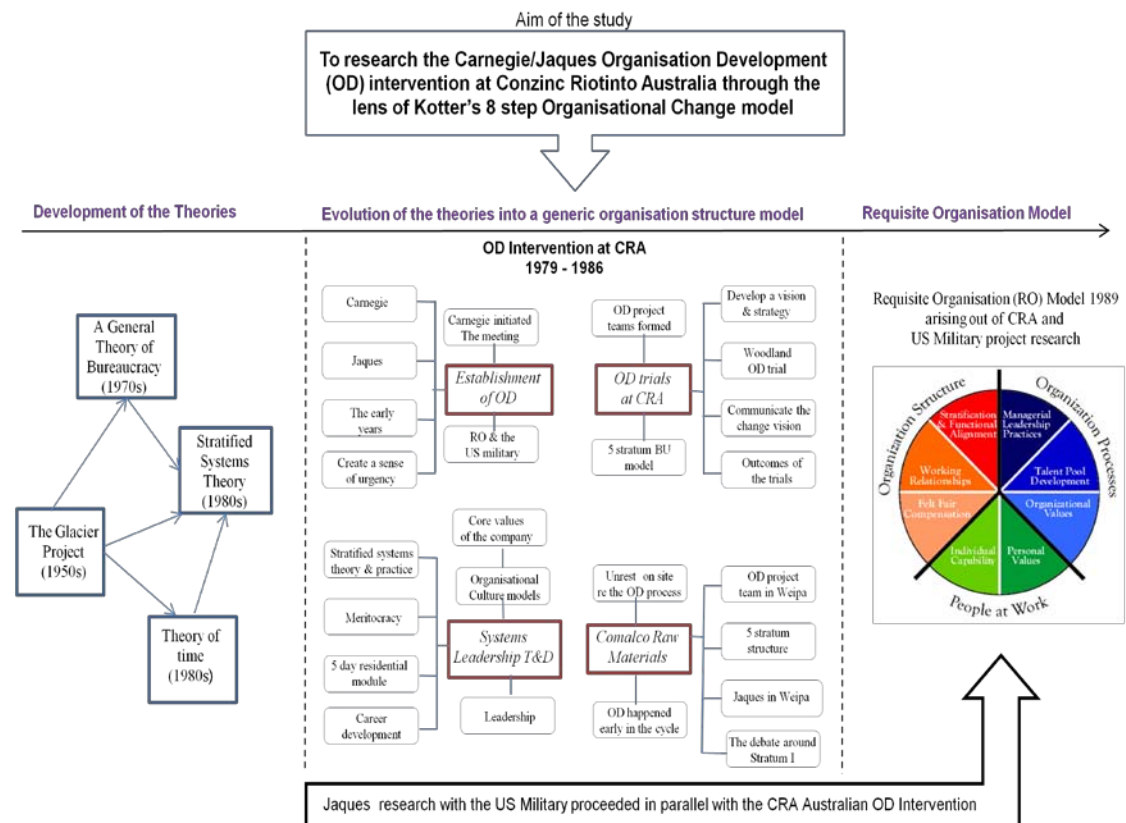 Aim of the study
To research the Carnegie/Jaques Organisation Development
(OD) intervention at Conzinc Riotinto Australia through the
lens of Kotter's 8 step Organisational Change model
Development of the Theories
Evolution of the theories into a generic organisation structure model
Requisite Organisation Model
A General
Theory of
Bureaucracy
(1970s)
Stratified
Systems
Theory
(1980s)
The Glacier
Project
(1950s)
Theory of
time
(1980s)
OD Intervention at CRA
1979 - 1986
Carnegie
Jaques
The early
years
Create a sense
of urgency
Carnegie initiated
The meeting
Establishment
of OD
RO & the
US military
OD project
teams formed
OD trials
at CRA
5 stratum BU
model
Develop a vision
& strategy
Woodland
OD trial
Communicate the
change vision
Outcomes of
the trials
Stratified systems
theory & practice
Meritocracy
5 day residential
module
Career
development
Core values
of the company
Organisational
Culture models
Systems
Leadership T&D
Leadership
Unrest on site
re the OD process
Comalco Raw
Materials
OD happened
early in the cycle
OD project
team in Weipa
5 stratum
structure
Jaques in Weipa
The debate around
Stratum I
Requisite Organisation (RO) Model 1989
arising out of CRA and
US Military project research
Organization Structure
Organization Processes
People at Work
Stratification
& Functional
Alignment
Managerial
Leadership
Practices
Working
Relationships
Talent Pool
Development
Felt Fair
Compensation
Organizational
Values
Individual
Capability
Personal
Values
Jaques research with the US Military proceeded in parallel with the CRA Australian OD Intervention